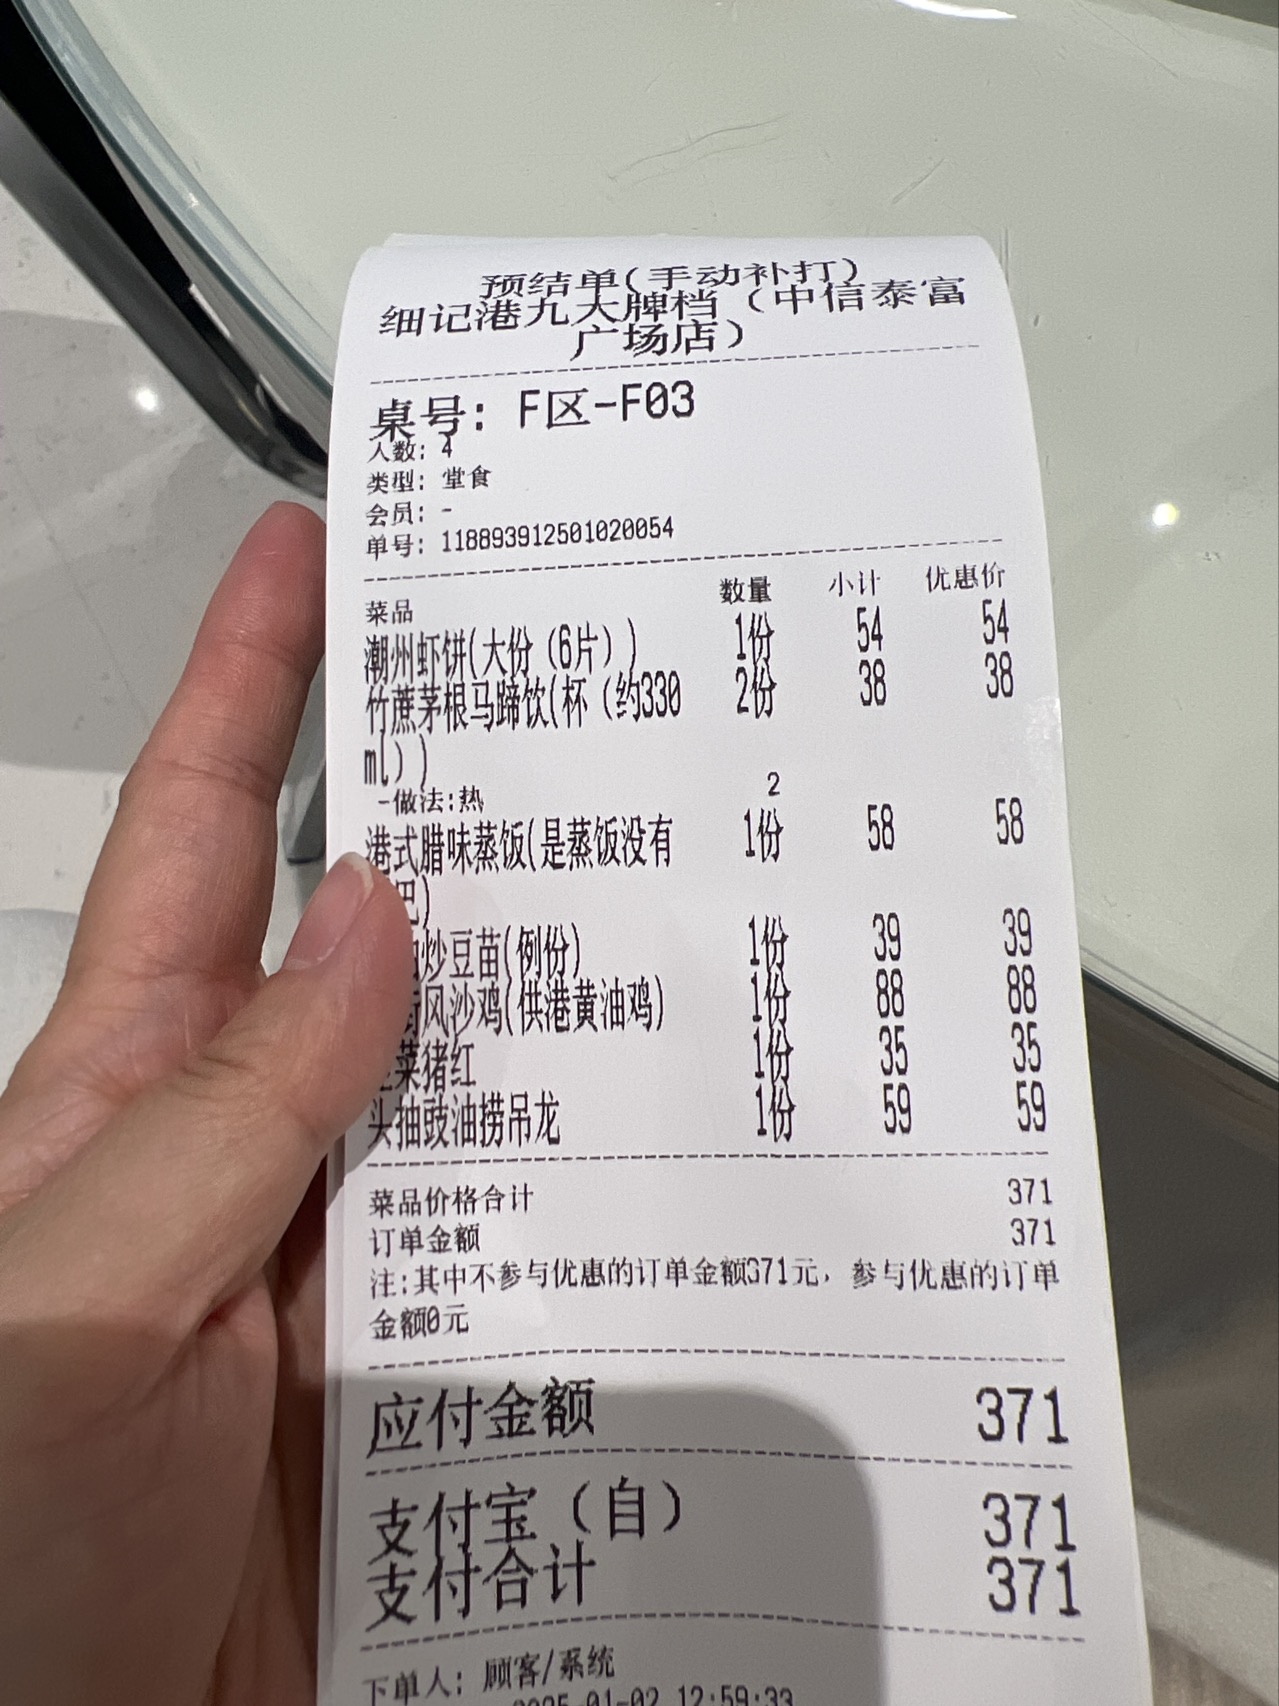 预结单(手动补打)
细记港九大牌档（中信泰富
广场店）
桌号: F区-F03
人数: 4
类型: 堂食
会员: -
单号: 118893912501020054
菜品 数量 小计 优惠价
潮州虾饼(大份（6片）) 1份 54 54
竹蔗茅根马蹄饮(杯（约330 2份 38 38
ml）)
-做法:热 2
港式腊味蒸饭(是蒸饭没有 1份 58 58
巴)
炒豆苗(例份) 1份 39 39
风沙鸡(供港黄油鸡) 1份 88 88
菜猪红 1份 35 35
头抽豉油捞吊龙 1份 59 59
菜品价格合计 371
订单金额 371
注:其中不参与优惠的订单金额371元，参与优惠的订单
金额0元
应付金额 371
支付宝（自） 371
支付合计 371
下单人: 顾客/系统
2025-01-02 12:59:33